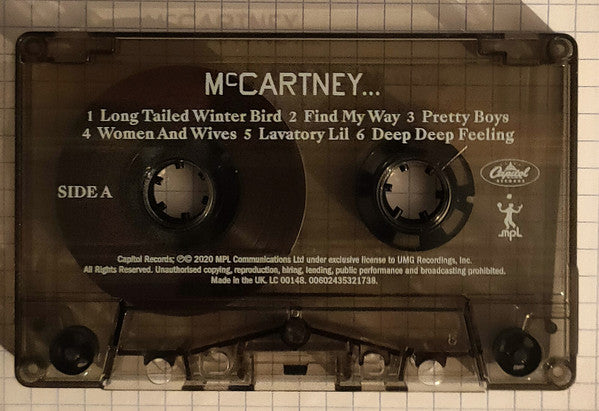 McCARTNEY...
1 Long Tailed Winter Bird 2 Find My Way 3 Pretty Boys
4 Women And Wives 5 Lavatory Lil 6 Deep Deep Feeling
SIDE A
Capitol
RECORDS
mpl
Capitol Records; ℗© 2020 MPL Communications Ltd under exclusive license to UMG Recordings, Inc.
All Rights Reserved. Unauthorised copying, reproduction, hiring, lending, public performance and broadcasting prohibited.
Made in the UK. LC 00148. 00602435321738.